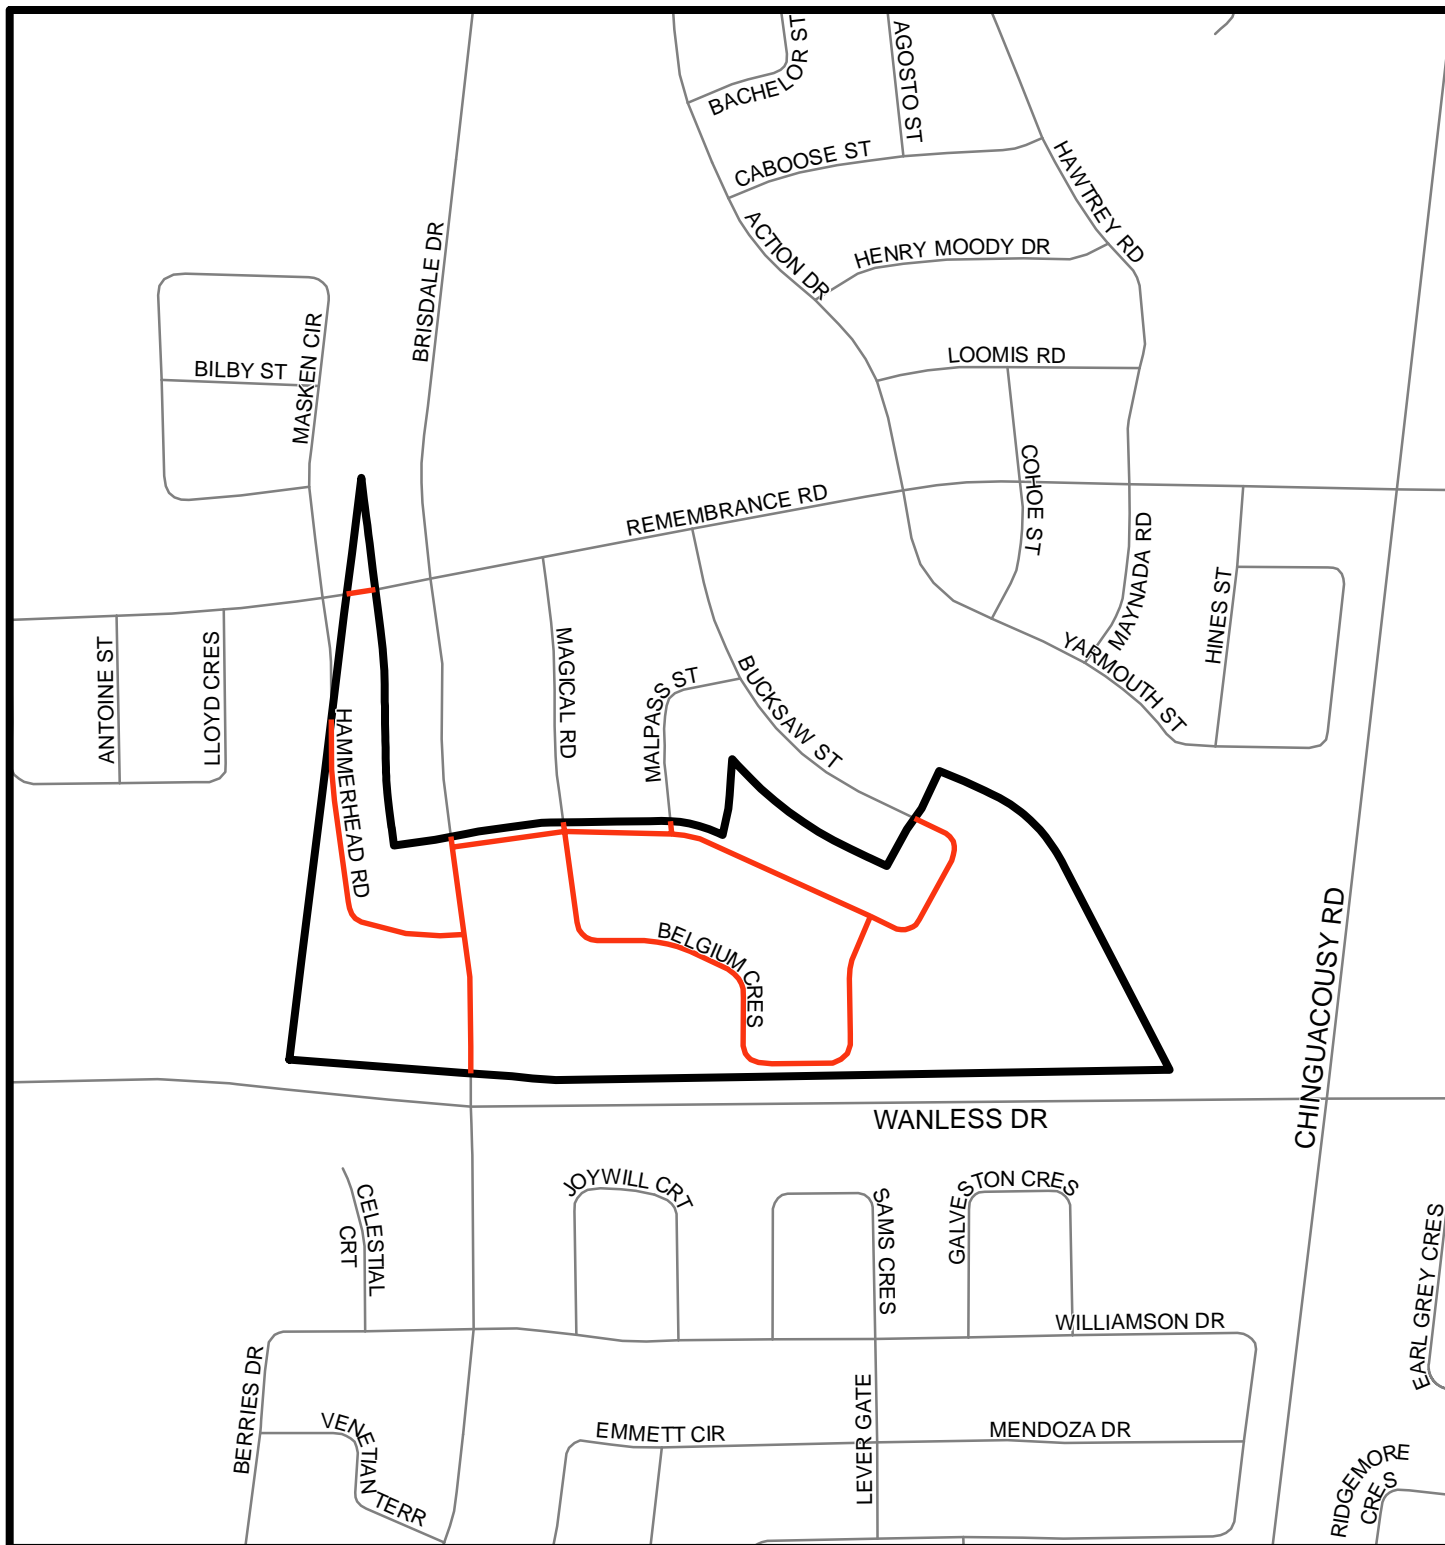 BACHELOR ST
AGOSTO ST
CABOOSE ST
HAWTREY RD
ACTION DR
HENRY MOODY DR
BRISDALE DR
MASKEN CIR
BILBY ST
LOOMIS RD
COHOE ST
REMEMBRANCE RD
MAYNADA RD
HINES ST
YARMOUTH ST
ANTOINE ST
LLOYD CRES
MAGICAL RD
MALPASS ST
BUCKSAW ST
HAMMERHEAD RD
BELGIUM CRES
CHINGUACOUSY RD
WANLESS DR
CELESTIAL
CRT
JOYWILL CRT
SAMS CRES
GALVESTON CRES
EARL GREY CRES
WILLIAMSON DR
BERRIES DR
VENETIAN TERR
EMMETT CIR
LEVER GATE
MENDOZA DR
RIDGEMORE
CRES